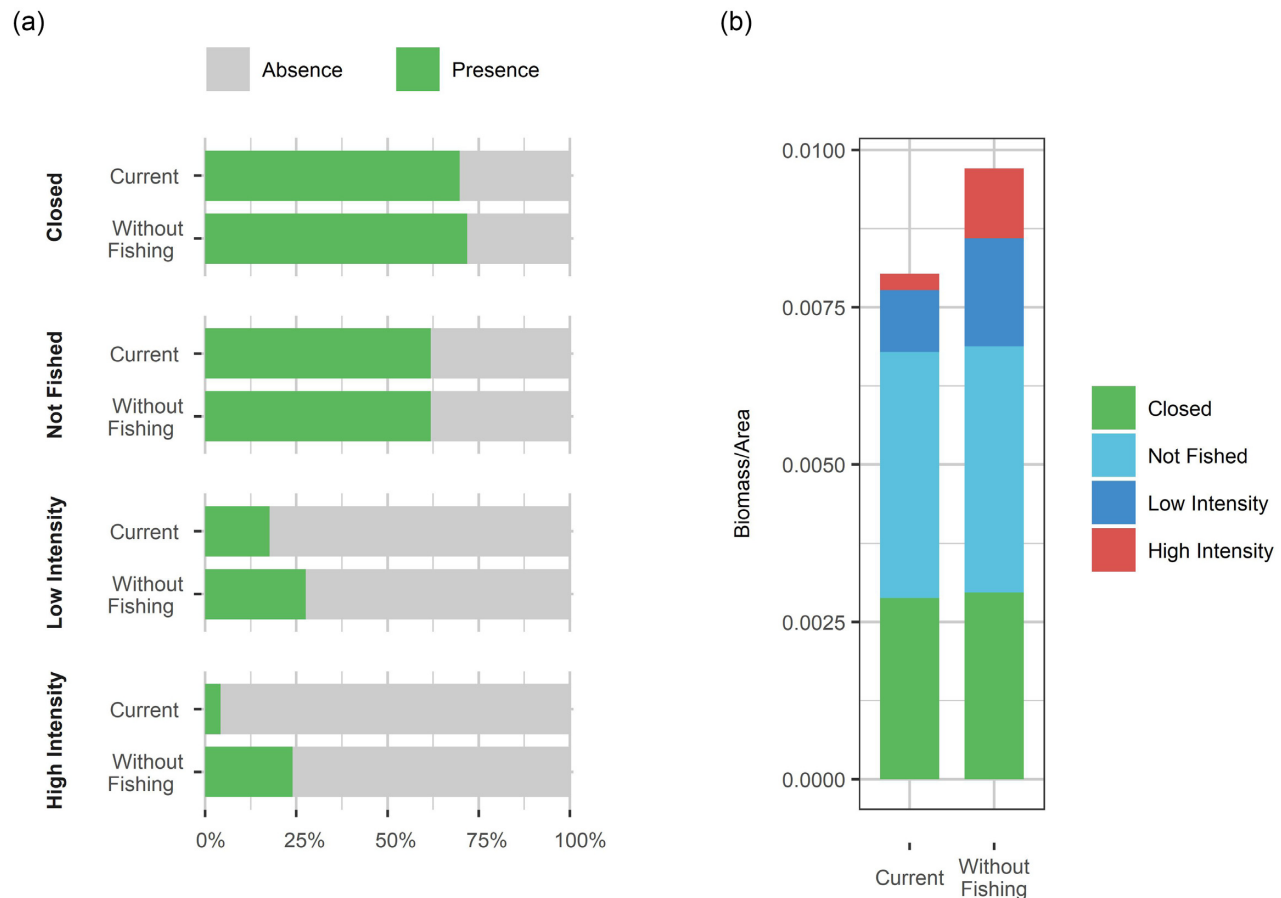 (a)
Absence
Presence
Closed
Current
Without
Fishing
Not Fished
Current
Without
Fishing
Low Intensity
Current
Without
Fishing
High Intensity
Current
Without
Fishing
0%
25%
50%
75%
100%
(b)
Biomass/Area
0.0100
0.0075
0.0050
0.0025
0.0000
Current
Without
Fishing
Closed
Not Fished
Low Intensity
High Intensity